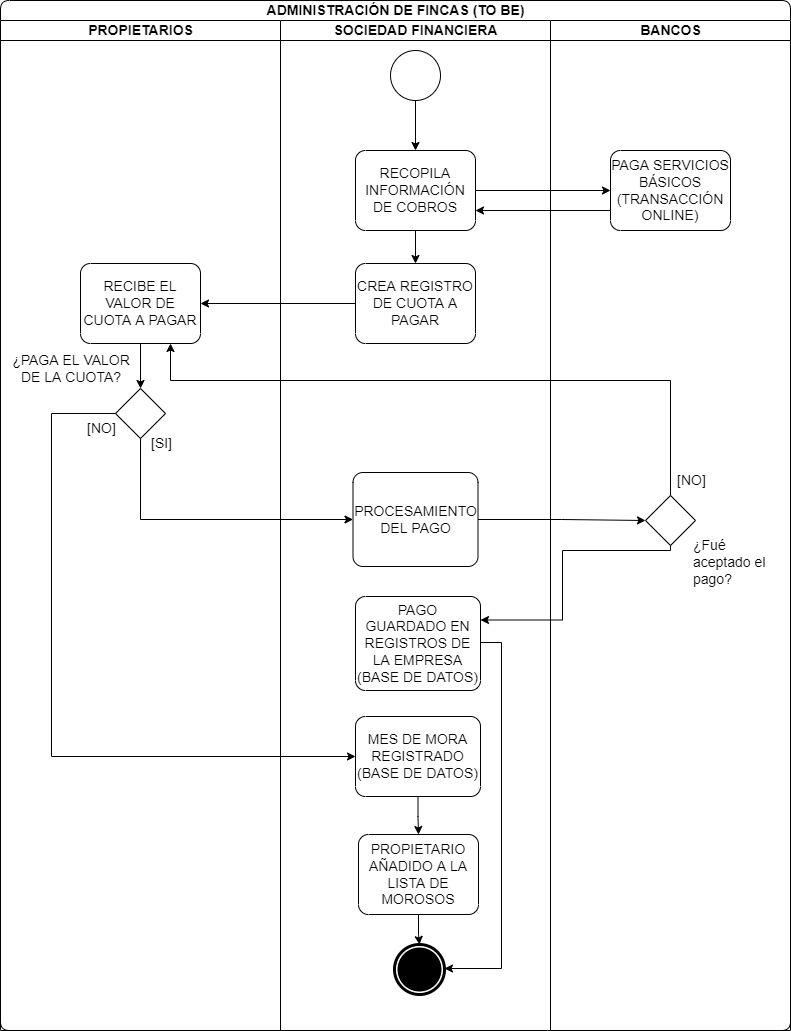 ADMINISTRACIÓN DE FINCAS (TO BE)
PROPIETARIOS
SOCIEDAD FINANCIERA
BANCOS
RECOPILA
INFORMACIÓN
DE COBROS
PAGA SERVICIOS
BÁSICOS
(TRANSACCIÓN
ONLINE)
RECIBE EL
VALOR DE
CUOTA A PAGAR
CREA REGISTRO
DE CUOTA A
PAGAR
¿PAGA EL VALOR
DE LA CUOTA?
[NO]
[SI]
PROCESAMIENTO
DEL PAGO
[NO]
¿Fué
aceptado el
pago?
PAGO
GUARDADO EN
REGISTROS DE
LA EMPRESA
(BASE DE DATOS)
MES DE MORA
REGISTRADO
(BASE DE DATOS)
PROPIETARIO
AÑADIDO A LA
LISTA DE
MOROSOS